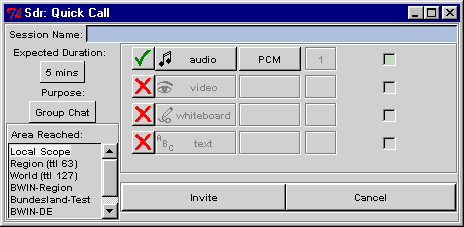 Sdr: Quick Call
Session Name:
Expected Duration:
5 mins
Purpose:
Group Chat
Area Reached:
Local Scope
Region (ttl 63)
World (ttl 127)
BWIN-Region
Bundesland-Test
BWIN-DE
audio PCM 1
video
whiteboard
ABC text
Invite Cancel